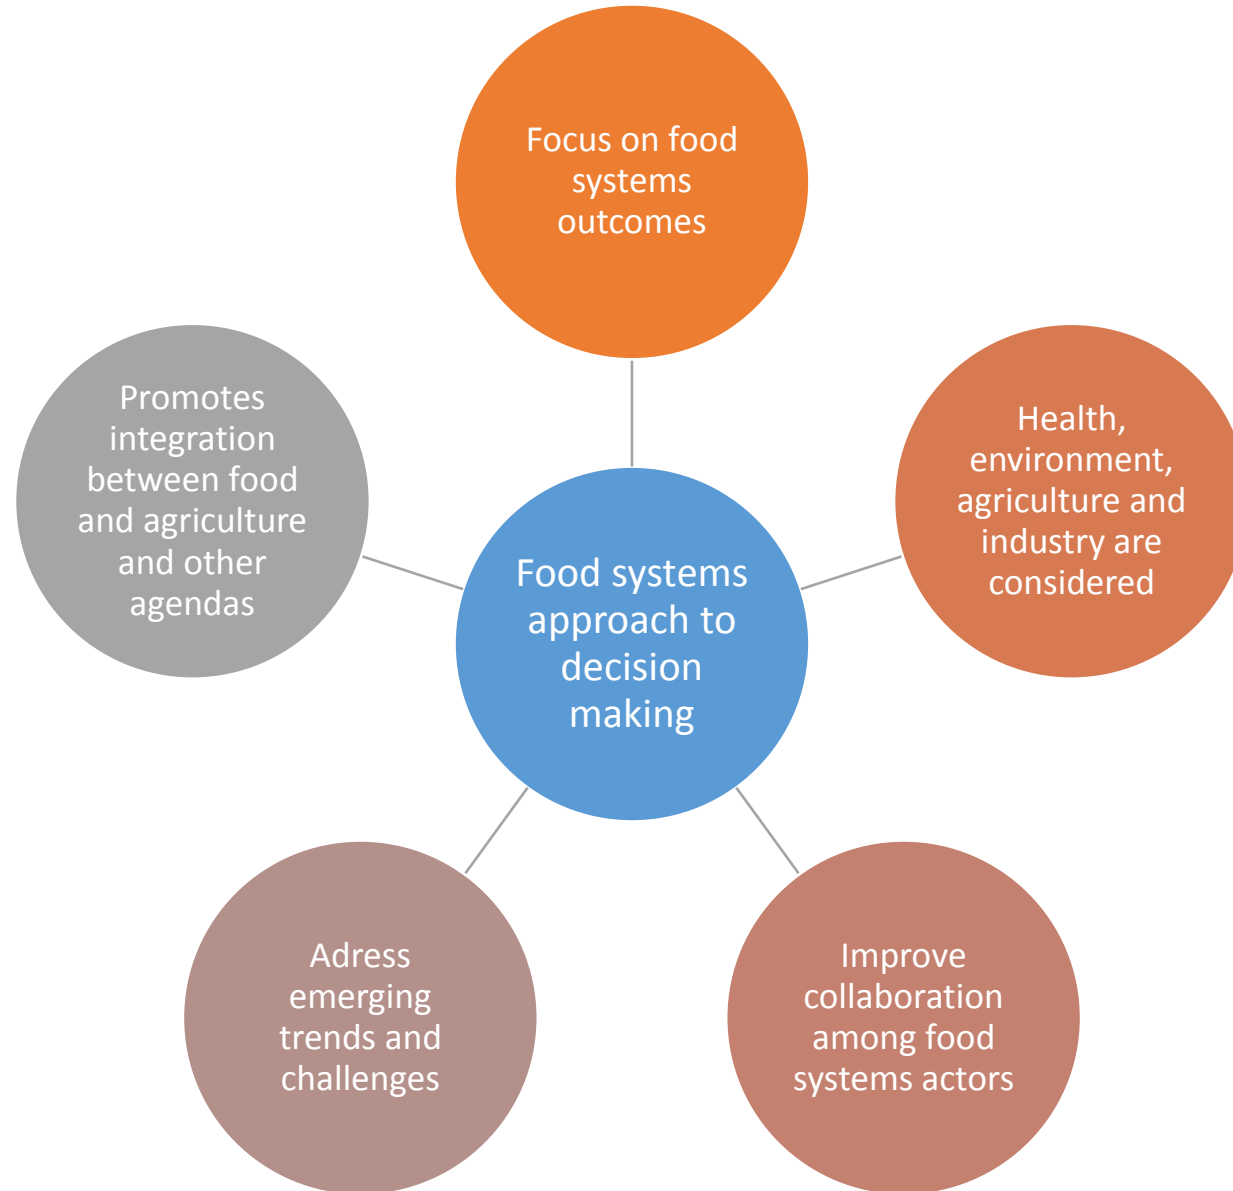 Focus on food
systems
outcomes
Promotes
integration
between food
and agriculture
and other
agendas
Health,
environment,
agriculture and
industry are
considered
Food systems
approach to
decision
making
Adress
emerging
trends and
challenges
Improve
collaboration
among food
systems actors